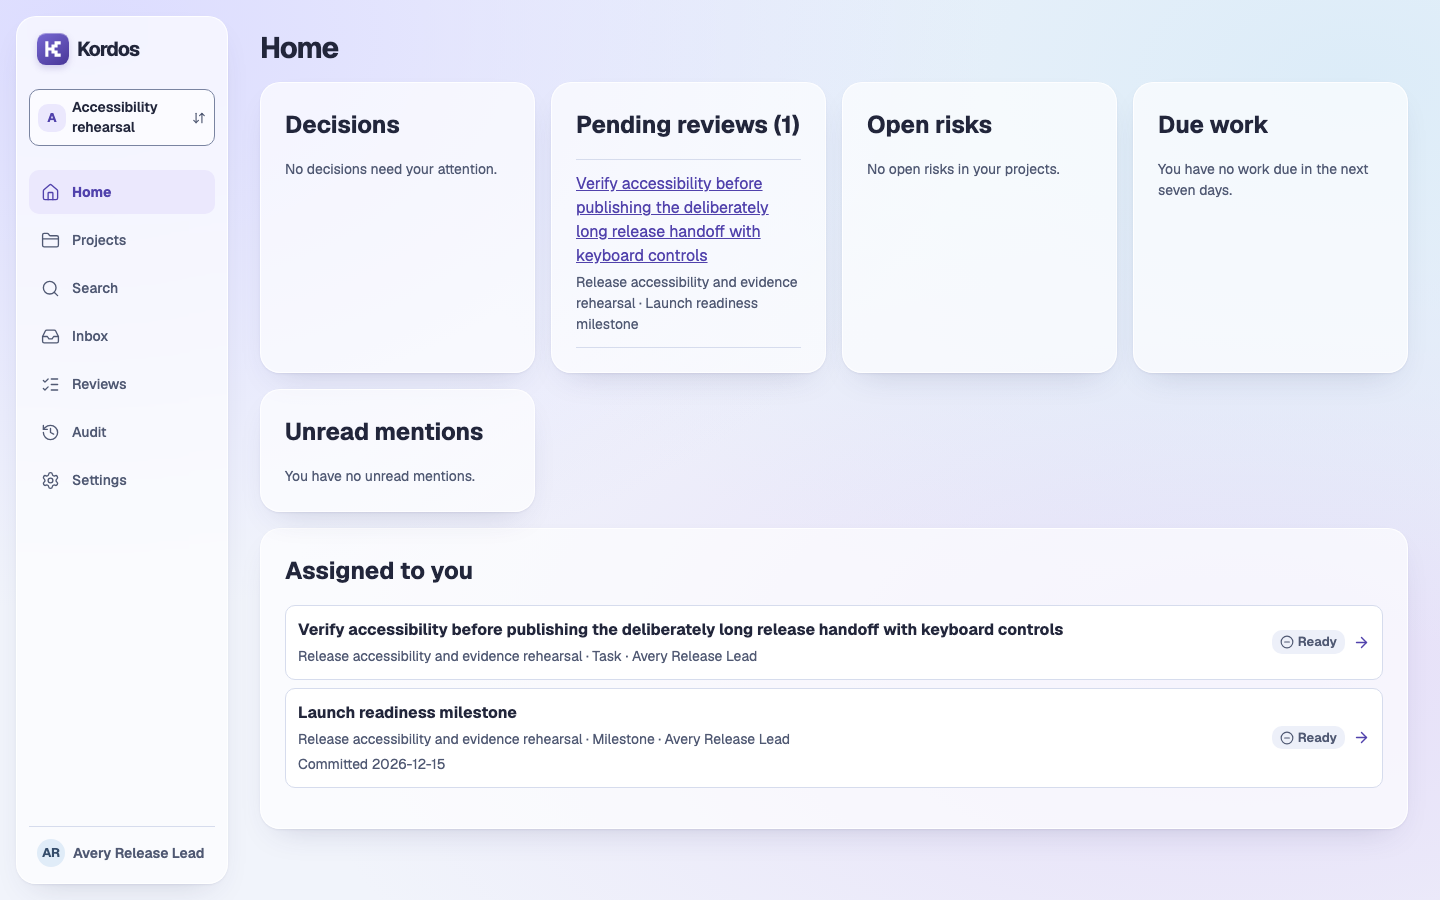 Kordos
A
Accessibility
rehearsal
Home
Projects
Search
Inbox
Reviews
Audit
Settings
AR
Avery Release Lead
Home
Decisions
No decisions need your attention.
Pending reviews (1)
Verify accessibility before
publishing the deliberately
long release handoff with
keyboard controls
Release accessibility and evidence
rehearsal · Launch readiness
milestone
Open risks
No open risks in your projects.
Due work
You have no work due in the next
seven days.
Unread mentions
You have no unread mentions.
Assigned to you
Verify accessibility before publishing the deliberately long release handoff with keyboard controls
Release accessibility and evidence rehearsal · Task · Avery Release Lead
Ready
Launch readiness milestone
Release accessibility and evidence rehearsal · Milestone · Avery Release Lead
Committed 2026-12-15
Ready